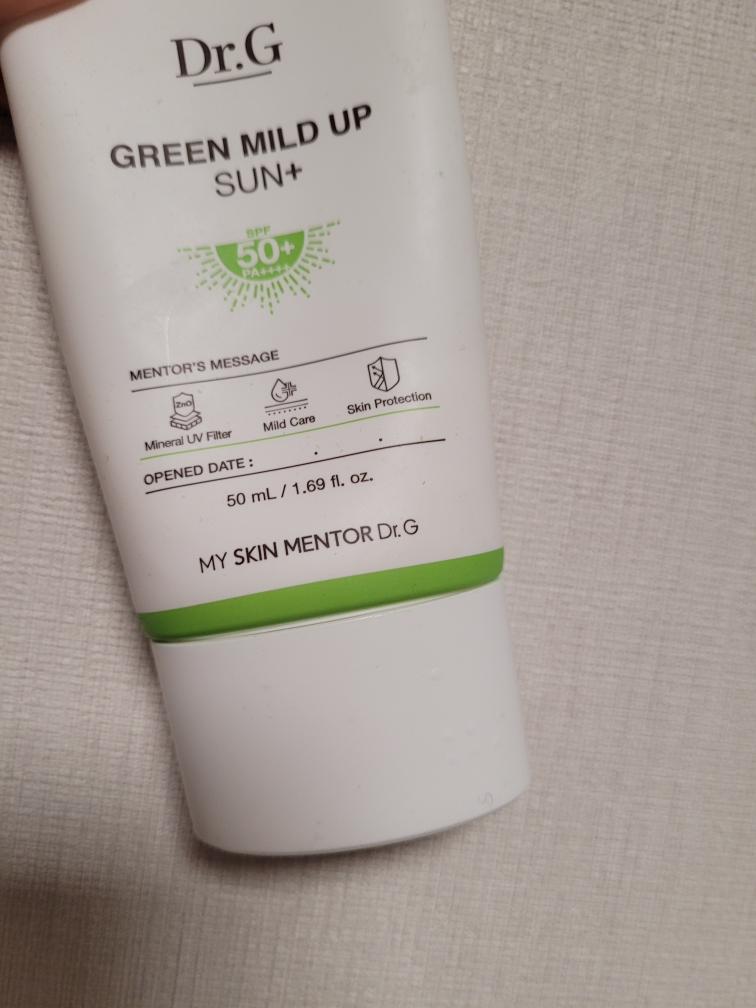 Dr.G
GREEN MILD UP
SUN+
SPF
50+
PA++++
MENTOR'S MESSAGE
ZnO
Mineral UV Filter
Mild Care
Skin Protection
OPENED DATE : . .
50 mL / 1.69 fl. oz.
MY SKIN MENTOR Dr.G